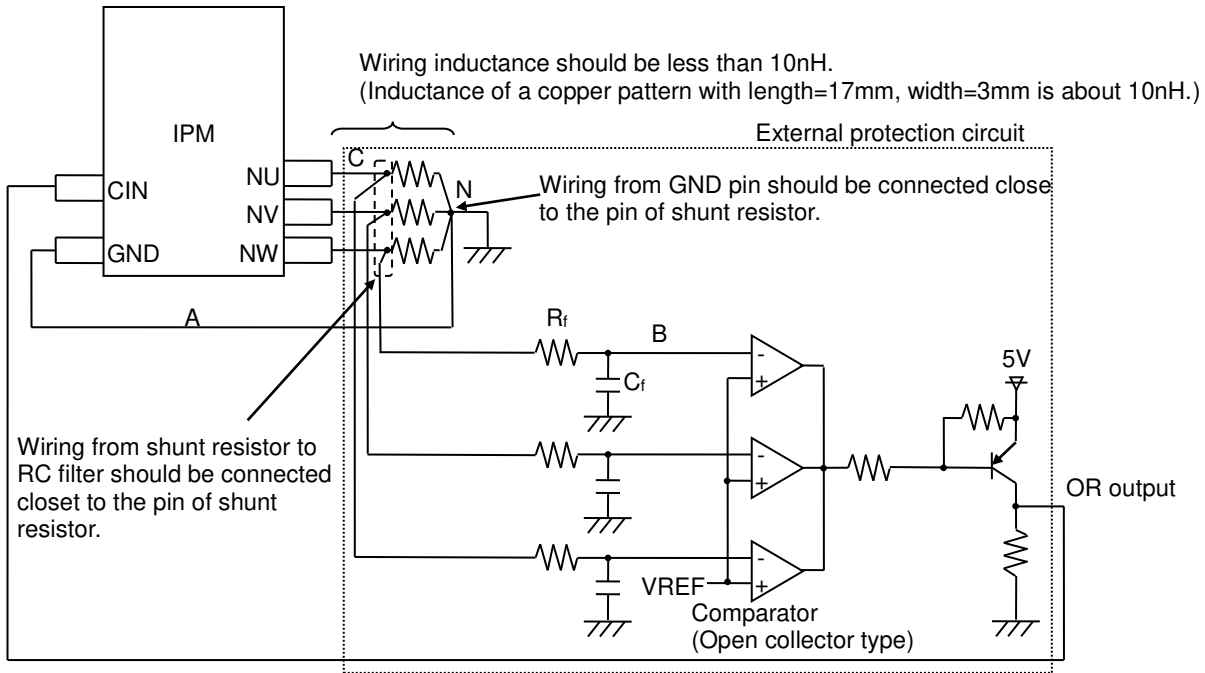 Wiring inductance should be less than 10nH.
(Inductance of a copper pattern with length=17mm, width=3mm is about 10nH.)
External protection circuit
IPM
C
NU
CIN
N
Wiring from GND pin should be connected close
to the pin of shunt resistor.
NV
GND
NW
A
Rf
B
-
+
5V
Cf
Wiring from shunt resistor to
RC filter should be connected
closet to the pin of shunt
resistor.
-
+
OR output
-
+
VREF
Comparator
(Open collector type)